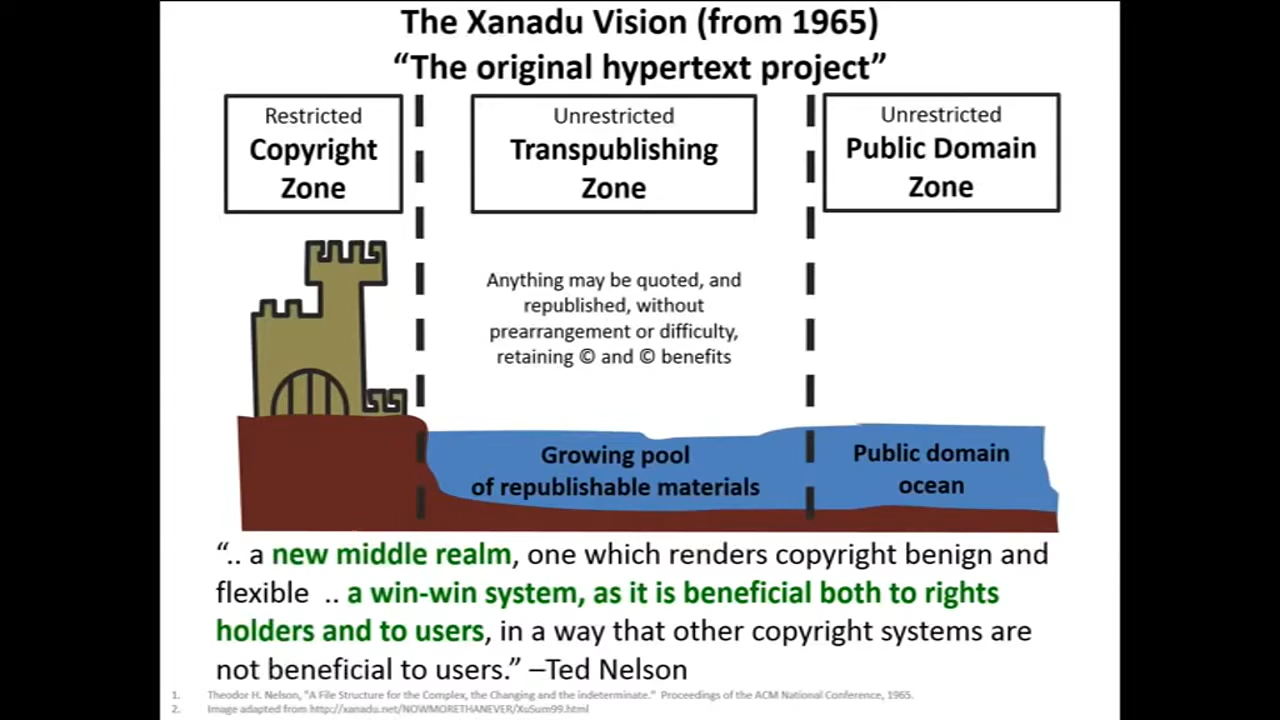 The Xanadu Vision (from 1965)
“The original hypertext project”
Restricted
Copyright
Zone
Unrestricted
Transpublishing
Zone
Unrestricted
Public Domain
Zone
Anything may be quoted, and
republished, without
prearrangement or difficulty,
retaining © and © benefits
Growing pool
of republishable materials
Public domain
ocean
“.. a new middle realm, one which renders copyright benign and
flexible .. a win-win system, as it is beneficial both to rights
holders and to users, in a way that other copyright systems are
not beneficial to users.” –Ted Nelson
1. Theodor H. Nelson, "A File Structure for the Complex, the Changing and the indeterminate." Proceedings of the ACM National Conference, 1965.
2. Image adapted from http://xanadu.net/NOWMORETHANEVER/XuSum99.html